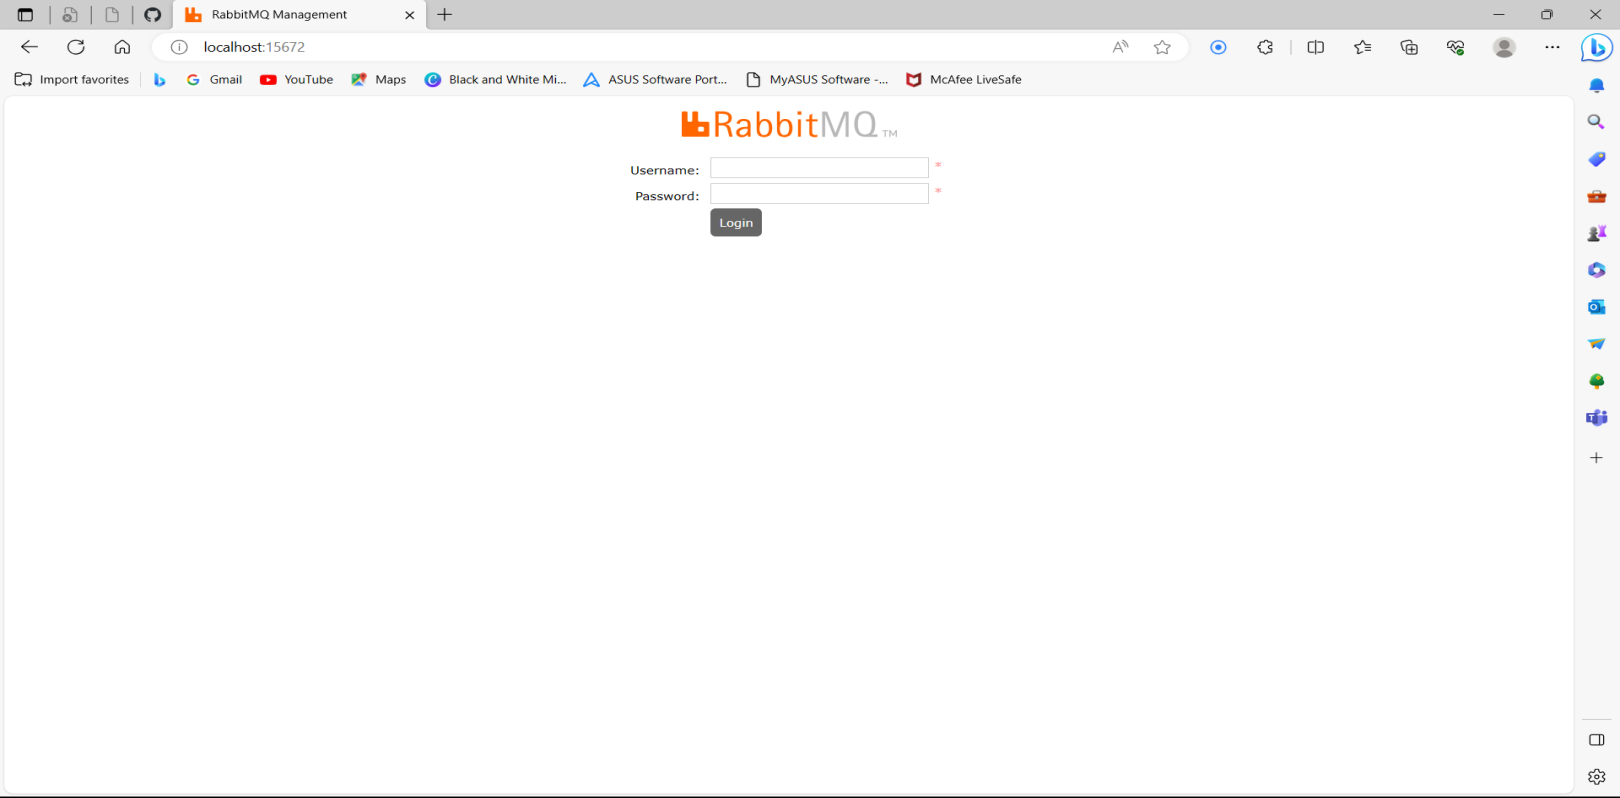 RabbitMQ Management
localhost:15672
Import favorites
Gmail
YouTube
Maps
Black and White Mi...
ASUS Software Port...
MyASUS Software -...
McAfee LiveSafe
RabbitMQ TM
Username: *
Password: *
Login